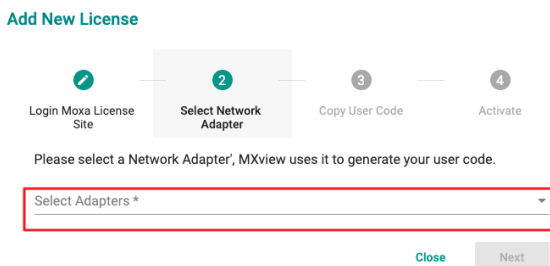 Add New License
2
3
4
Login Moxa License
Site
Select Network
Adapter
Copy User Code
Activate
Please select a Network Adapter', MXview uses it to generate your user code.
Select Adapters *
Close
Next